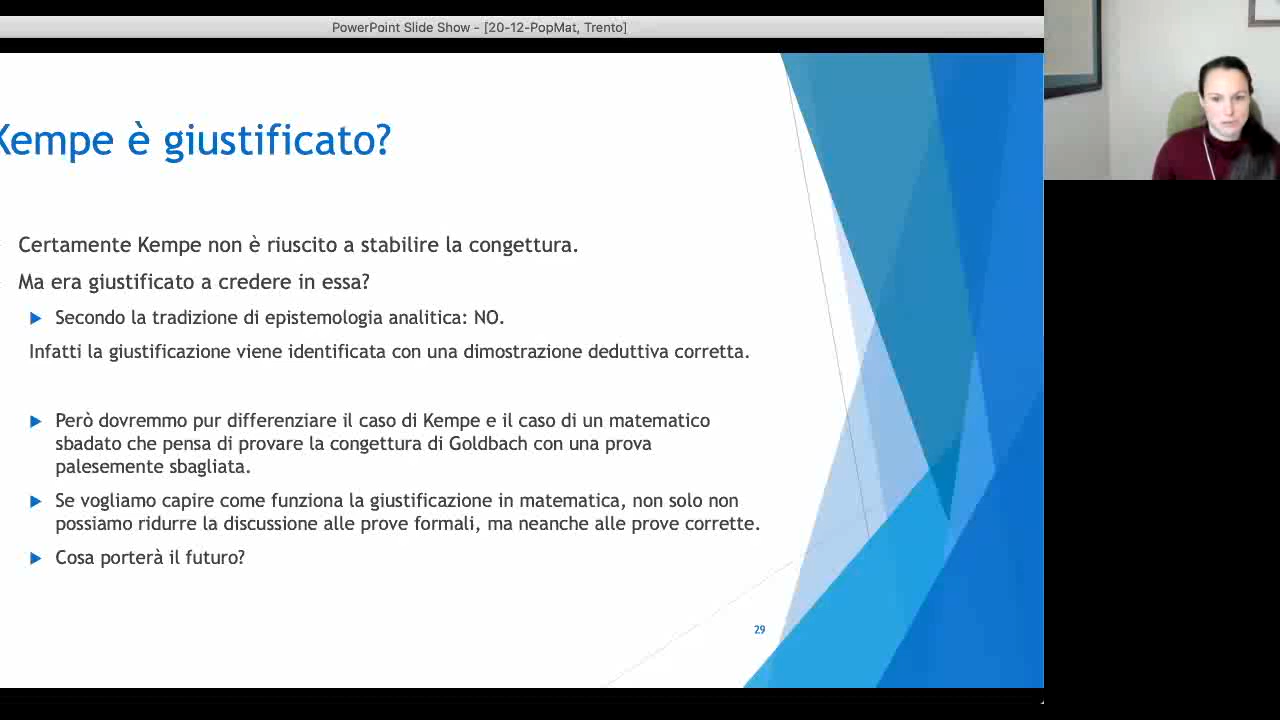 PowerPoint Slide Show - [20-12-PopMat, Trento]
Kempe è giustificato?
Certamente Kempe non è riuscito a stabilire la congettura.
Ma era giustificato a credere in essa?
Secondo la tradizione di epistemologia analitica: NO.
Infatti la giustificazione viene identificata con una dimostrazione deduttiva corretta.
Però dovremmo pur differenziare il caso di Kempe e il caso di un matematico
sbadato che pensa di provare la congettura di Goldbach con una prova
palesemente sbagliata.
Se vogliamo capire come funziona la giustificazione in matematica, non solo non
possiamo ridurre la discussione alle prove formali, ma neanche alle prove corrette.
Cosa porterà il futuro?
29